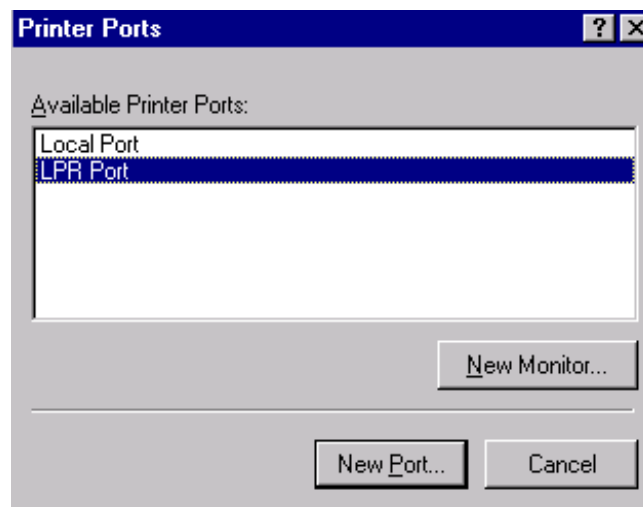 Printer Ports
Available Printer Ports:
Local Port
LPR Port
New Monitor...
New Port...
Cancel